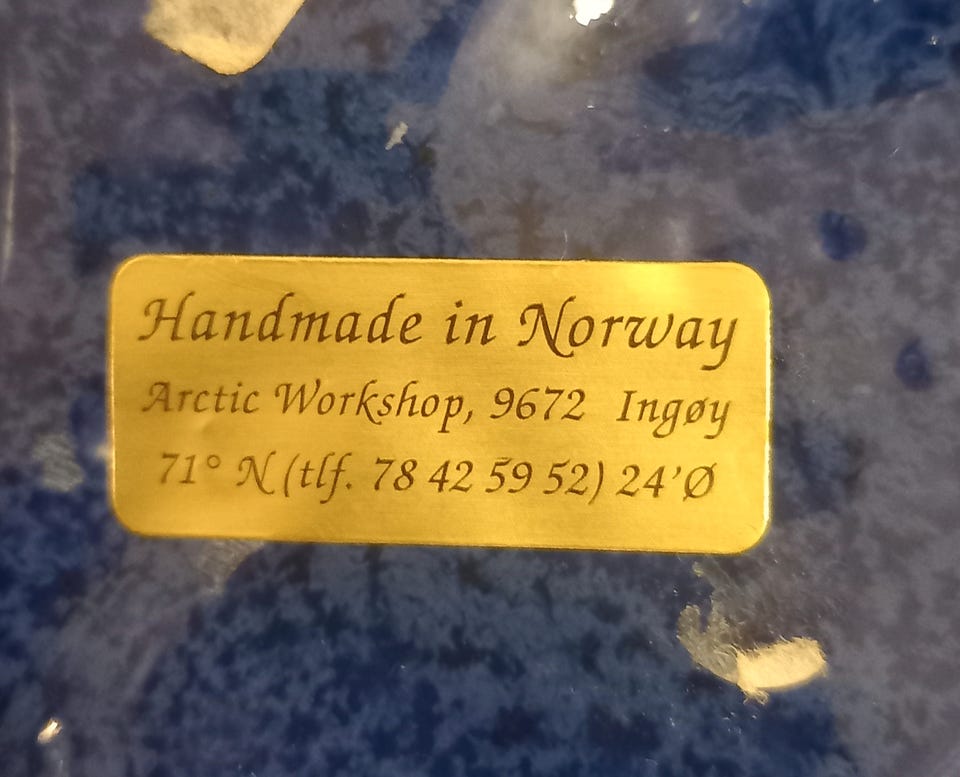 Handmade in Norway
Arctic Workshop, 9672 Ingøy
71° N (tlf. 78 42 59 52) 24'Ø